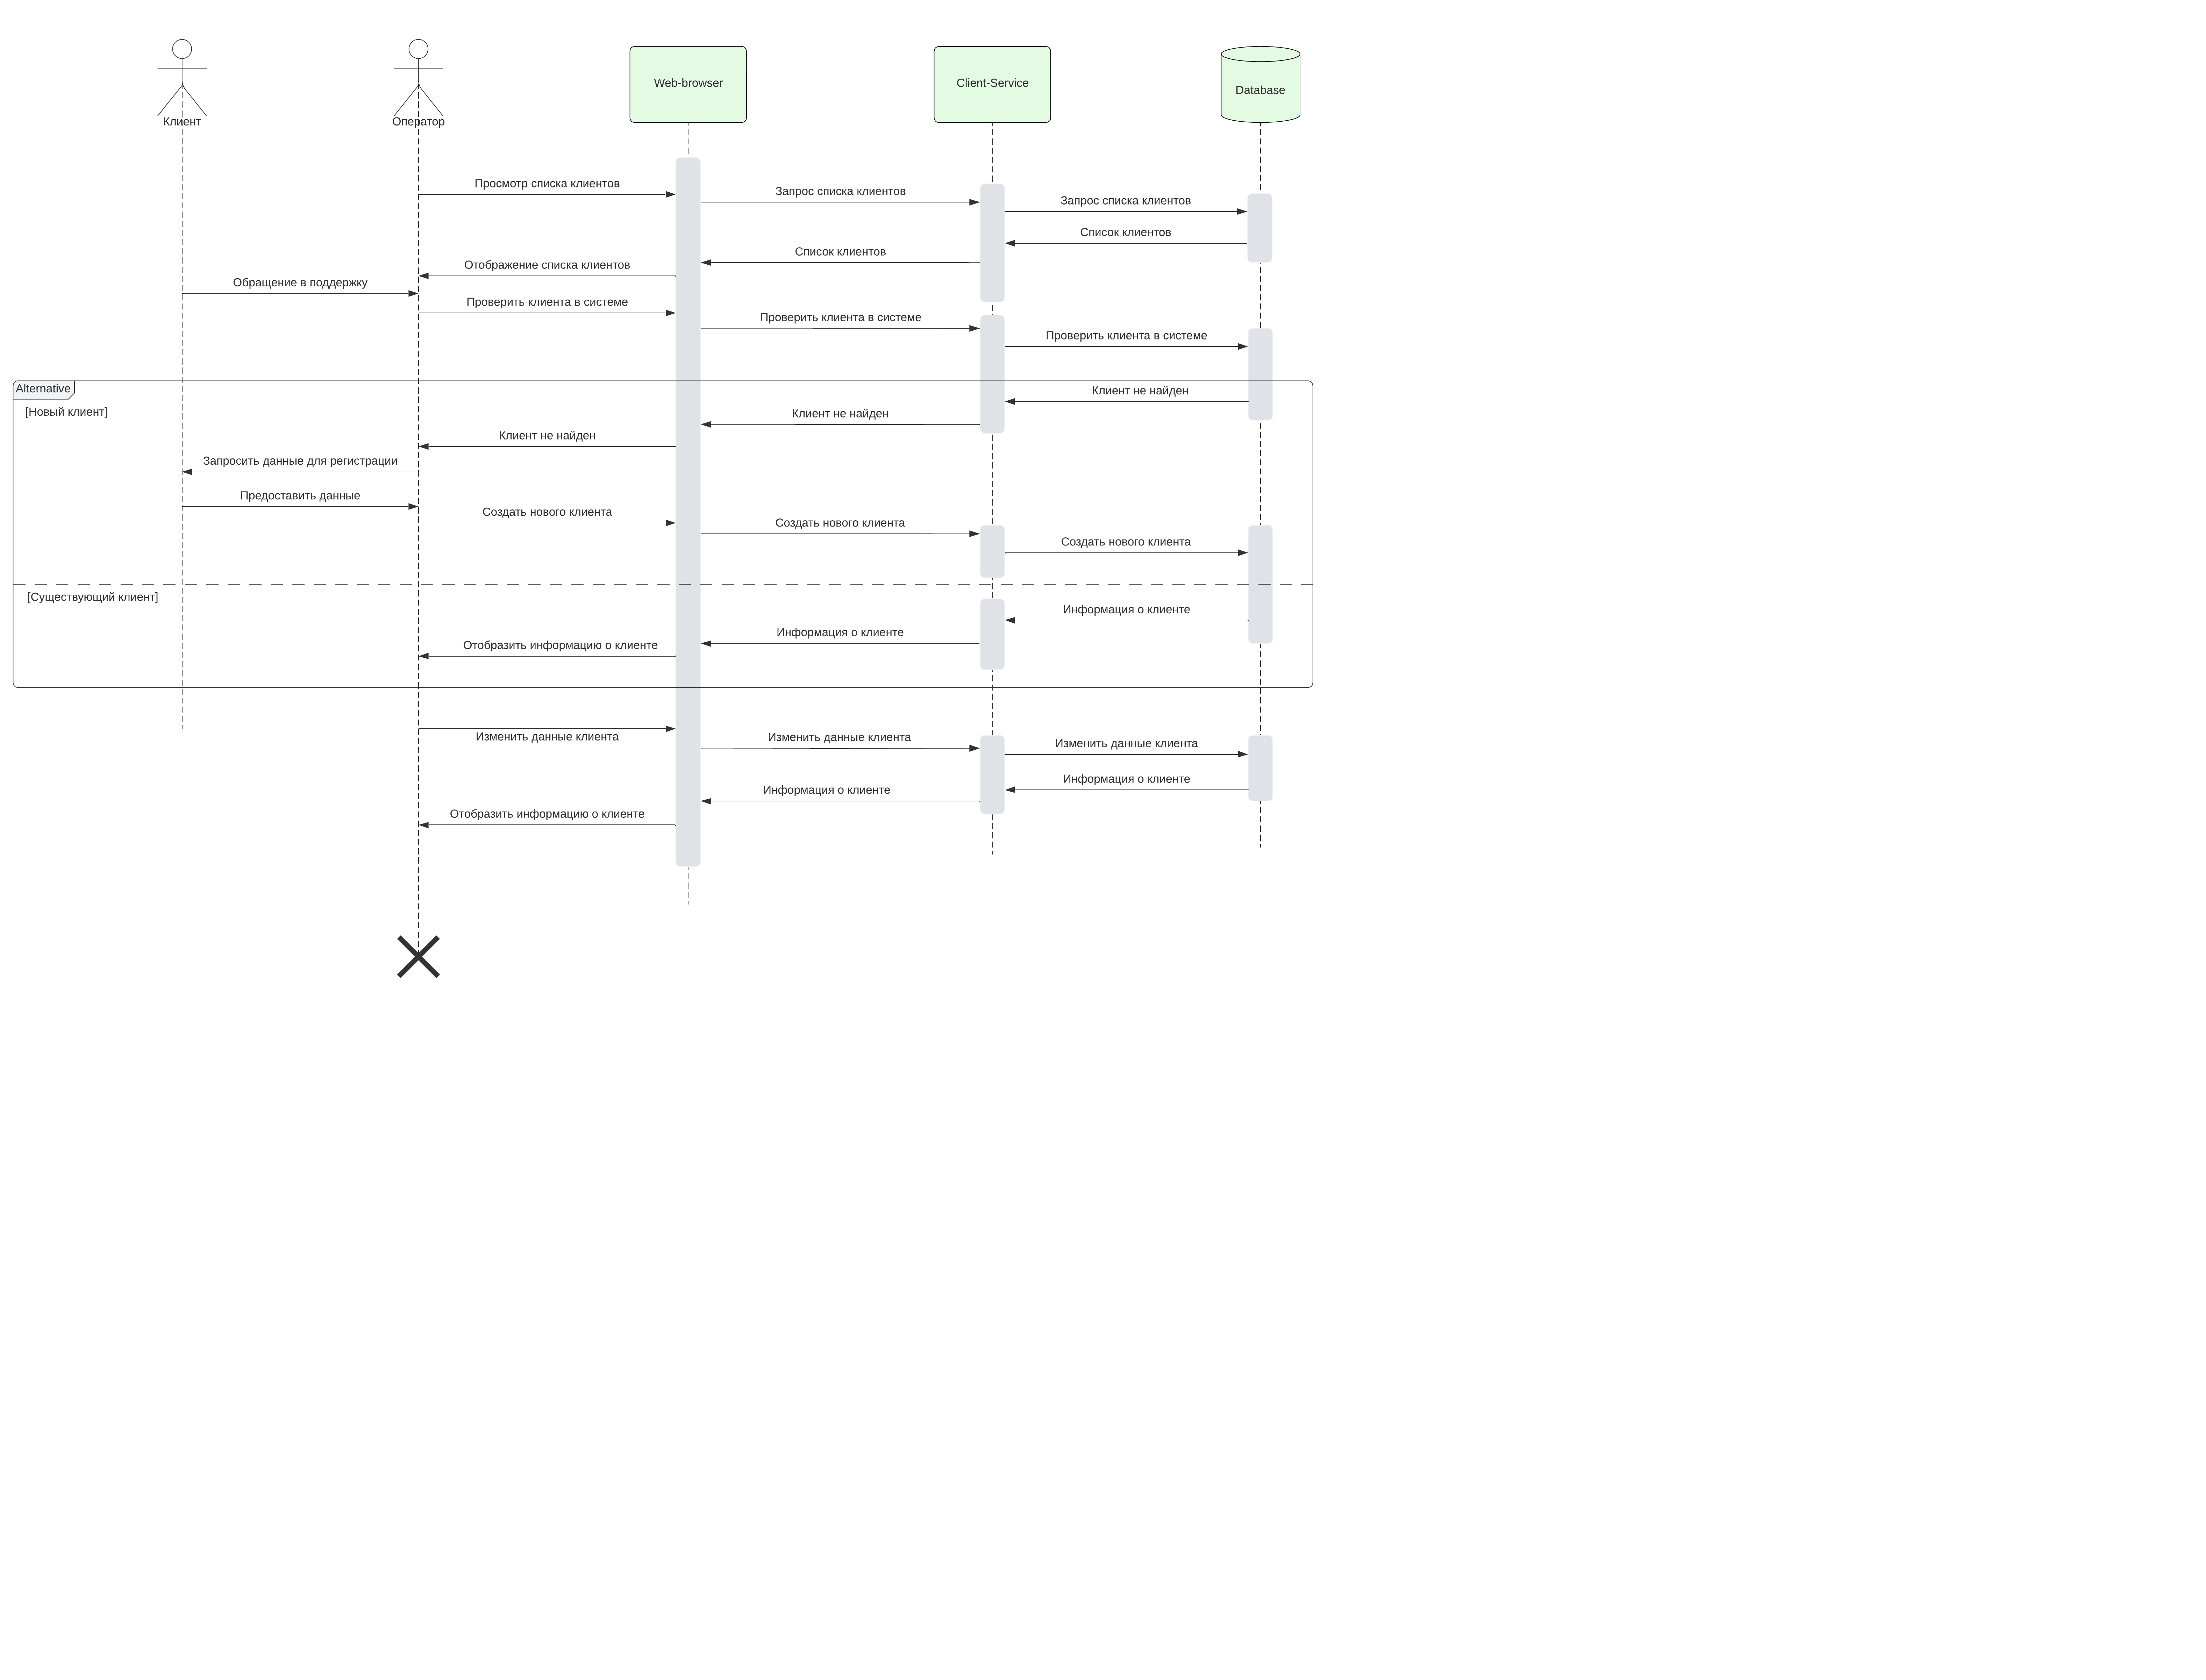 Клиент
Оператор
Web-browser
Client-Service
Database
Просмотр списка клиентов
Запрос списка клиентов
Запрос списка клиентов
Список клиентов
Список клиентов
Отображение списка клиентов
Обращение в поддержку
Проверить клиента в системе
Проверить клиента в системе
Проверить клиента в системе
Alternative
[Новый клиент]
Клиент не найден
Клиент не найден
Клиент не найден
Запросить данные для регистрации
Предоставить данные
Создать нового клиента
Создать нового клиента
Создать нового клиента
[Существующий клиент]
Информация о клиенте
Информация о клиенте
Отобразить информацию о клиенте
Изменить данные клиента
Изменить данные клиента
Изменить данные клиента
Информация о клиенте
Информация о клиенте
Отобразить информацию о клиенте